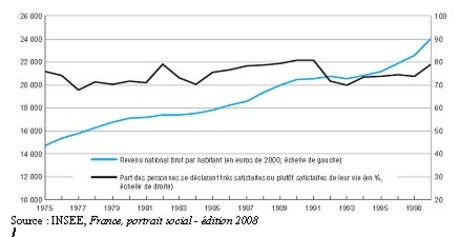 26 000 100
24 000 90
22 000 80
20 000 70
18 000 60
16 000 50
14 000 40
12 000 30
10 000 20
Revenu national brut par habitant (en euros de 2000, échelle de gauche)
Part des personnes se déclarant très satisfaites ou plutôt satisfaites de leur vie (en %,
échelle de droite)
1975 1977 1979 1981 1983 1985 1987 1989 1991 1993 1995 1997 1998
Source : INSEE, France, portrait social - édition 2008
}